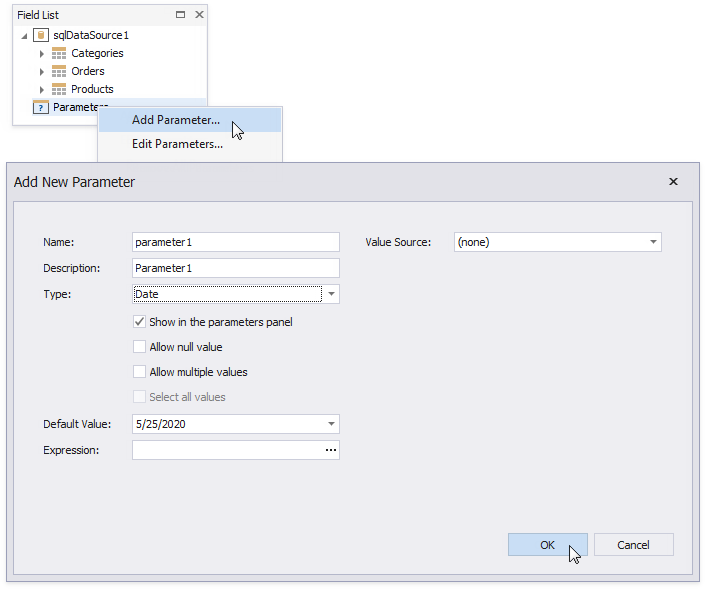 Field List
sqlDataSource1
Categories
Orders
Products
Parameters
Add Parameter...
Edit Parameters...
Add New Parameter
Name: parameter1 Value Source: (none)
Description: Parameter1
Type: Date
Show in the parameters panel
Allow null value
Allow multiple values
Select all values
Default Value: 5/25/2020
Expression: ...
OK Cancel